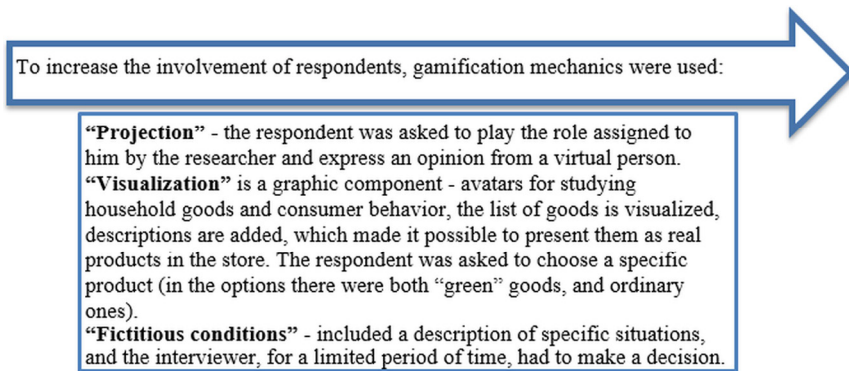 To increase the involvement of respondents, gamification mechanics were used:
“Projection” - the respondent was asked to play the role assigned to
him by the researcher and express an opinion from a virtual person.
“Visualization” is a graphic component - avatars for studying
household goods and consumer behavior, the list of goods is visualized,
descriptions are added, which made it possible to present them as real
products in the store. The respondent was asked to choose a specific
product (in the options there were both “green” goods, and ordinary
ones).
“Fictitious conditions” - included a description of specific situations,
and the interviewer, for a limited period of time, had to make a decision.